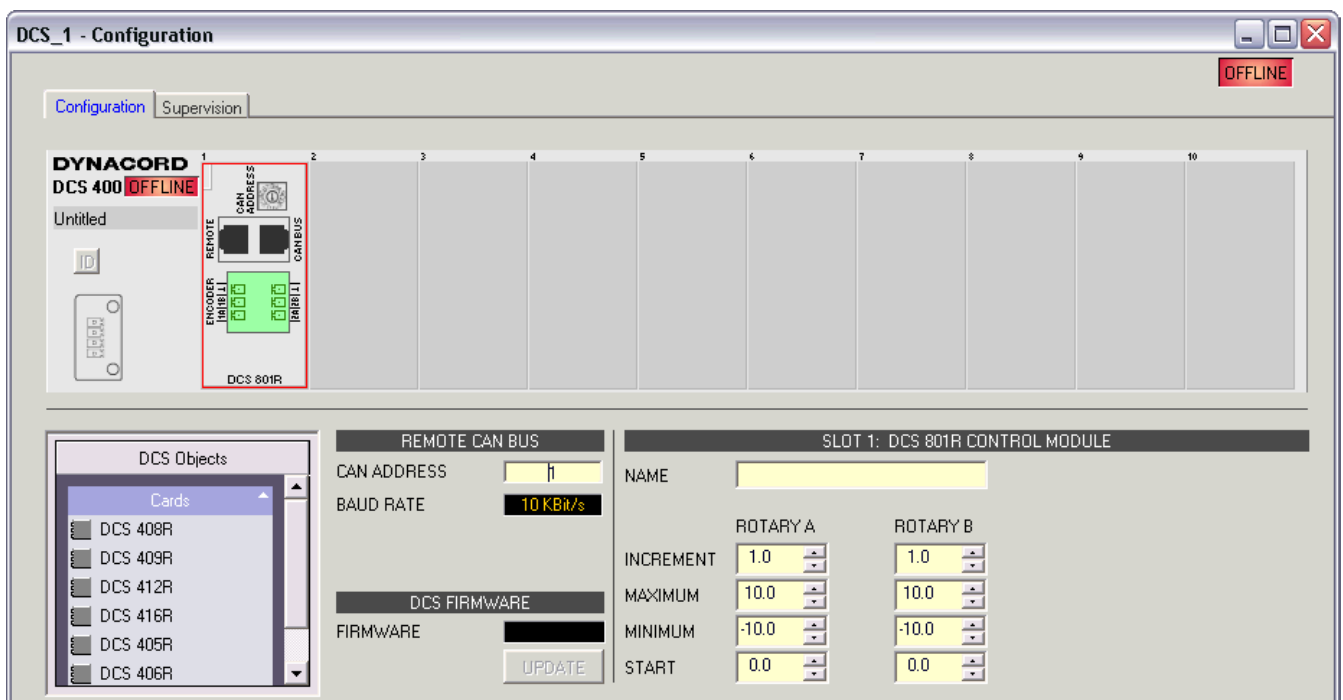 DCS_1 - Configuration
OFFLINE
Configuration Supervision
1 2 3 4 5 6 7 8 9 10
DYNACORD
DCS 400 OFFLINE
Untitled
ID
CAN
ADDRESS
REMOTE
CAN BUS
ENCODER
DCS 801R
DCS Objects
Cards
DCS 408R
DCS 409R
DCS 412R
DCS 416R
DCS 405R
DCS 406R
REMOTE CAN BUS
CAN ADDRESS 1
BAUD RATE 10 KBit/s
DCS FIRMWARE
FIRMWARE
UPDATE
SLOT 1: DCS 801R CONTROL MODULE
NAME
ROTARY A ROTARY B
INCREMENT 1.0 1.0
MAXIMUM 10.0 10.0
MINIMUM -10.0 -10.0
START 0.0 0.0